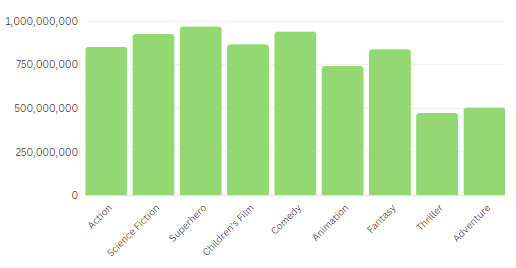 1,000,000,000
750,000,000
500,000,000
250,000,000
0
Action
Science Fiction
Superhero
Children's Film
Comedy
Animation
Fantasy
Thriller
Adventure